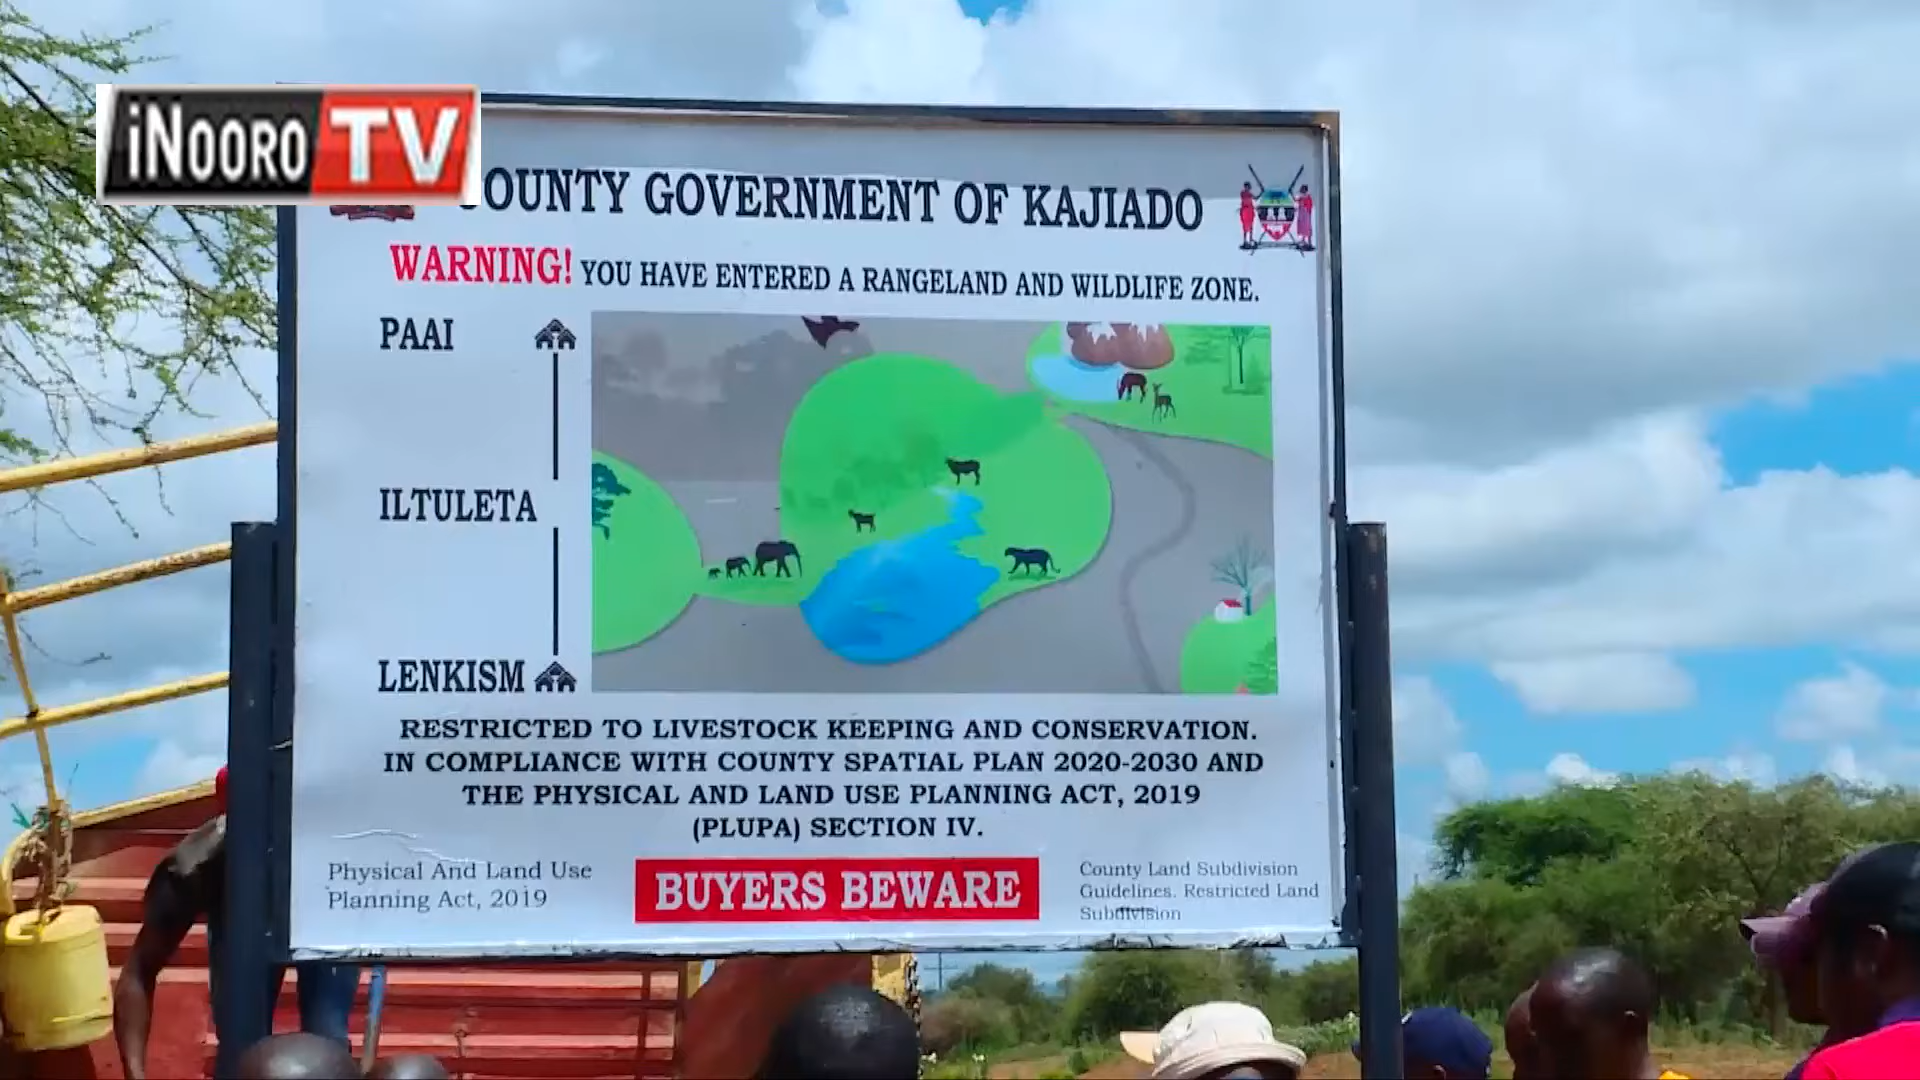 iNOORO TV
OUNTY GOVERNMENT OF KAJIADO
WARNING! YOU HAVE ENTERED A RANGELAND AND WILDLIFE ZONE.
PAAI
ILTULETA
LENKISM
RESTRICTED TO LIVESTOCK KEEPING AND CONSERVATION.
IN COMPLIANCE WITH COUNTY SPATIAL PLAN 2020-2030 AND
THE PHYSICAL AND LAND USE PLANNING ACT, 2019
(PLUPA) SECTION IV.
Physical And Land Use
Planning Act, 2019
BUYERS BEWARE
County Land Subdivision
Guidelines. Restricted Land
Subdivision